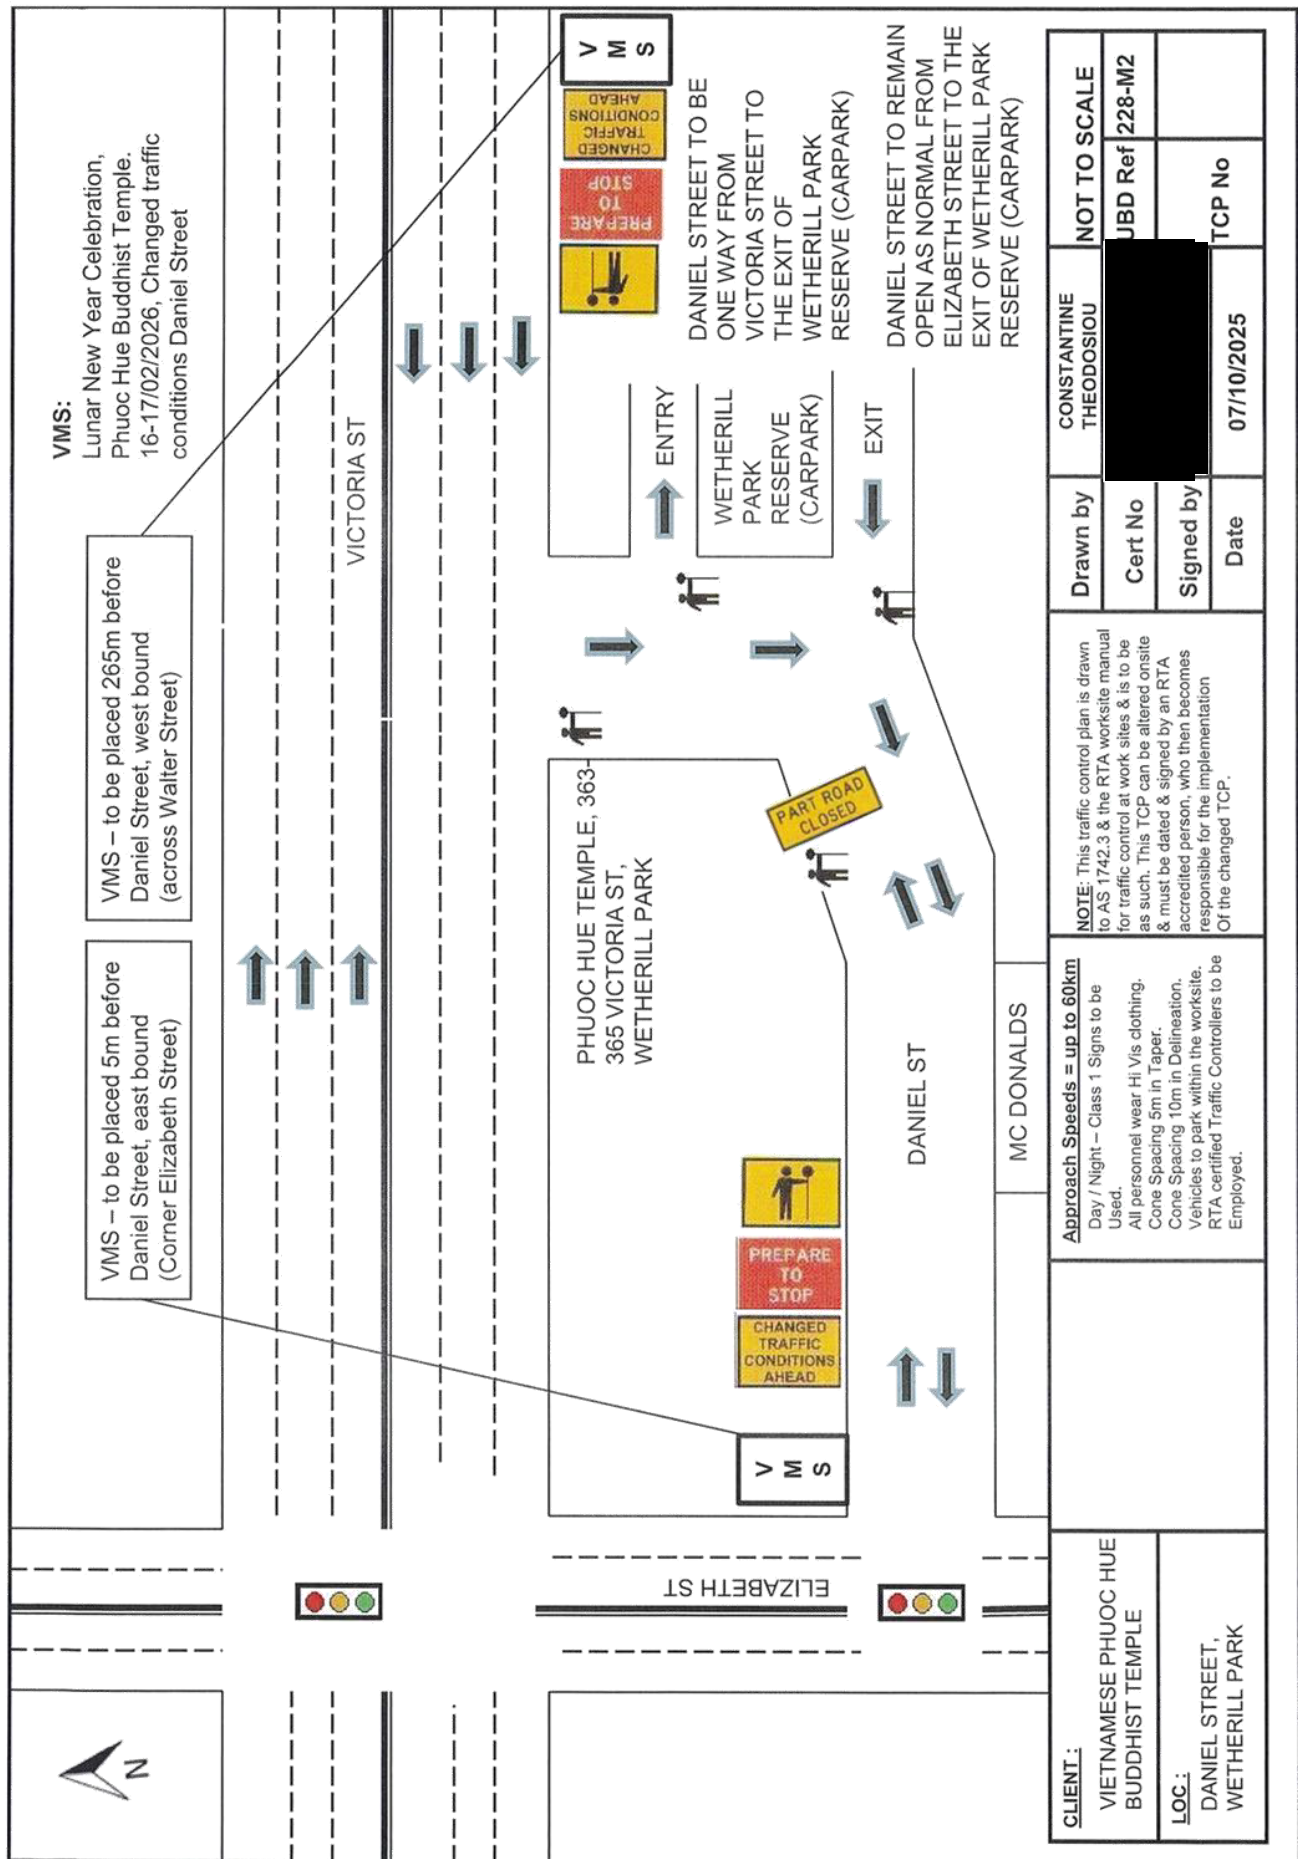 VMS:
Lunar New Year Celebration,
Phuoc Hue Buddhist Temple.
16-17/02/2026, Changed traffic
conditions Daniel Street
VMS – to be placed 5m before
Daniel Street, east bound
(Corner Elizabeth Street)
VMS – to be placed 265m before
Daniel Street, west bound
(across Walter Street)
N
VICTORIA ST
ELIZABETH ST
PHUOC HUE TEMPLE, 363-
365 VICTORIA ST,
WETHERILL PARK
V
M
S
CHANGED
TRAFFIC
CONDITIONS
AHEAD
PREPARE
TO
STOP
PART ROAD
CLOSED
DANIEL ST
MC DONALDS
ENTRY
WETHERILL
PARK
RESERVE
(CARPARK)
EXIT
PREPARE
TO
STOP
CHANGED
TRAFFIC
CONDITIONS
AHEAD
V
M
S
DANIEL STREET TO BE
ONE WAY FROM
VICTORIA STREET TO
THE EXIT OF
WETHERILL PARK
RESERVE (CARPARK)
DANIEL STREET TO REMAIN
OPEN AS NORMAL FROM
ELIZABETH STREET TO THE
EXIT OF WETHERILL PARK
RESERVE (CARPARK)
CLIENT :
VIETNAMESE PHUOC HUE
BUDDHIST TEMPLE
LOC :
DANIEL STREET,
WETHERILL PARK
Approach Speeds = up to 60km
Day / Night – Class 1 Signs to be
Used.
All personnel wear Hi Vis clothing.
Cone Spacing 5m in Taper.
Cone Spacing 10m in Delineation.
Vehicles to park within the worksite.
RTA certified Traffic Controllers to be
Employed.
NOTE: This traffic control plan is drawn
to AS 1742.3 & the RTA worksite manual
for traffic control at work sites & is to be
as such. This TCP can be altered onsite
& must be dated & signed by an RTA
accredited person, who then becomes
responsible for the implementation
Of the changed TCP.
Drawn by
CONSTANTINE
THEODOSIOU
NOT TO SCALE
Cert No
UBD Ref 228-M2
Signed by
Date
07/10/2025
TCP No